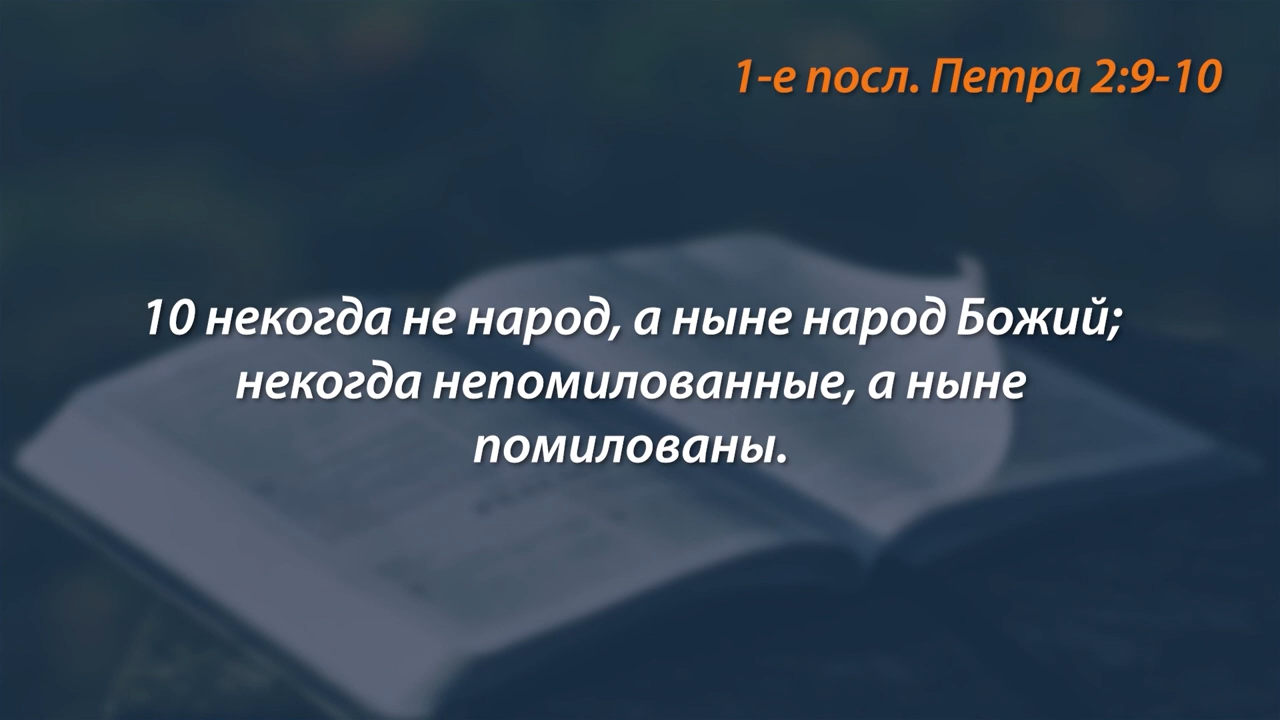 1-е посл. Петра 2:9-10
10 некогда не народ, а ныне народ Божий;
некогда непомилованные, а ныне
помилованы.